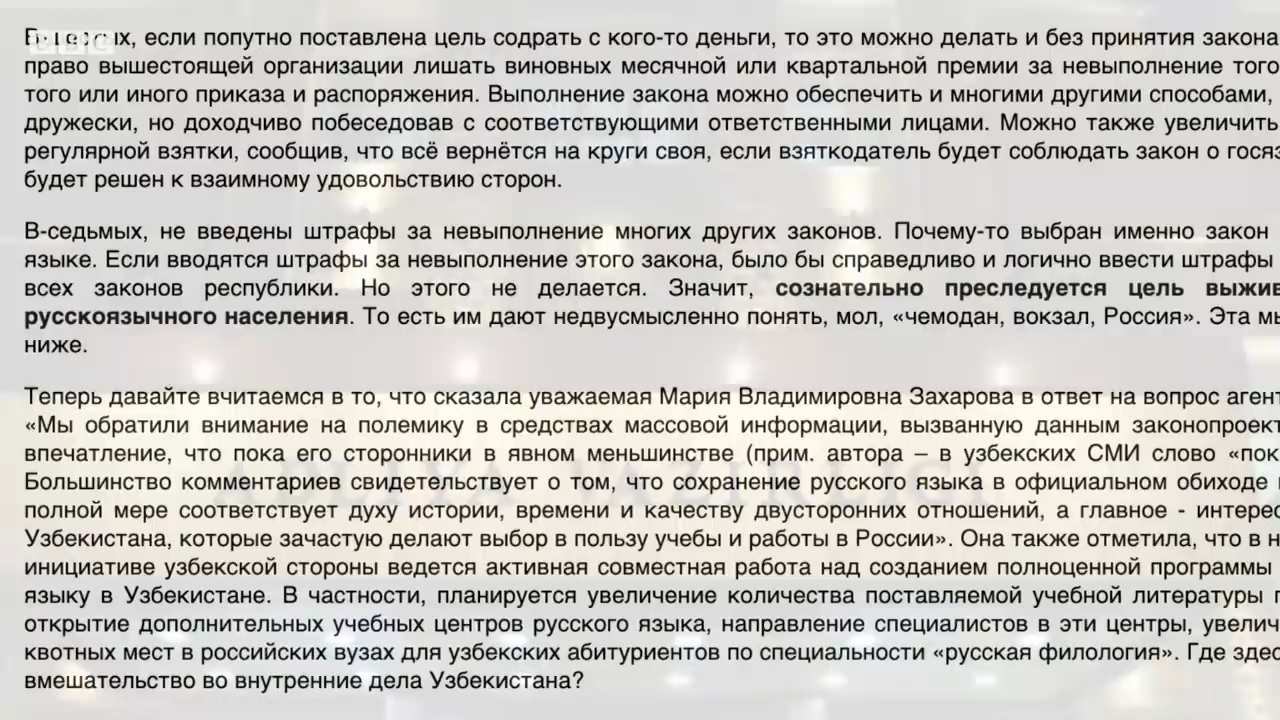 если попутно поставлена цель содрать с кого-то деньги, то это можно делать и без принятия закона
право вышестоящей организации лишать виновных месячной или квартальной премии за невыполнение того
того или иного приказа и распоряжения. Выполнение закона можно обеспечить и многими другими способами,
дружески, но доходчиво побеседовав с соответствующими ответственными лицами. Можно также увеличить
регулярной взятки, сообщив, что всё вернётся на круги своя, если взяткодатель будет соблюдать закон о
будет решен к взаимному удовольствию сторон.
В-седьмых, не введены штрафы за невыполнение многих других законов. Почему-то выбран именно закон
языке. Если вводятся штрафы за невыполнение этого закона, было бы справедливо и логично ввести штрафы
всех законов республики. Но этого не делается. Значит, сознательно преследуется цель
русскоязычного населения. То есть им дают недвусмысленно понять, мол, «чемодан, вокзал, Россия». Эта
ниже.
Теперь давайте вчитаемся в то, что сказала уважаемая Мария Владимировна Захарова в ответ на вопрос
«Мы обратили внимание на полемику в средствах массовой информации, вызванную данным
впечатление, что пока его сторонники в явном меньшинстве (прим. автора – в узбекских СМИ слово
Большинство комментариев свидетельствует о том, что сохранение русского языка в официальном обиходе
полной мере соответствует духу истории, времени и качеству двусторонних отношений, а главное -
Узбекистана, которые зачастую делают выбор в пользу учебы и работы в России». Она также отметила, что в
инициативе узбекской стороны ведется активная совместная работа над созданием полноценной программы
языку в Узбекистане. В частности, планируется увеличение количества поставляемой учебной литературы
открытие дополнительных учебных центров русского языка, направление специалистов в эти центры,
квотных мест в российских вузах для узбекских абитуриентов по специальности «русская филология». Где
вмешательство во внутренние дела Узбекистана?
ADLIYA VAZIRLIGI